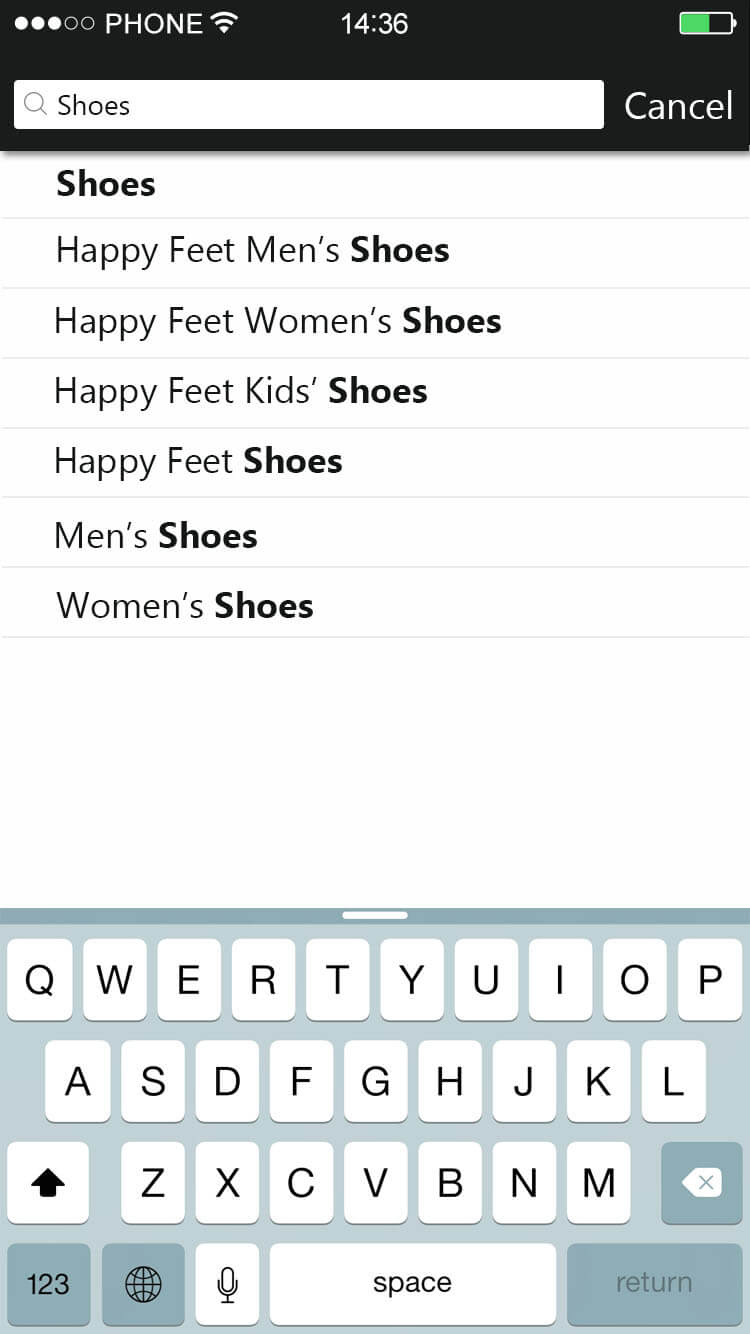 PHONE 14:36
Shoes Cancel
Shoes
Happy Feet Men’s Shoes
Happy Feet Women’s Shoes
Happy Feet Kids’ Shoes
Happy Feet Shoes
Men’s Shoes
Women’s Shoes
Q W E R T Y U I O P
A S D F G H J K L
Z X C V B N M
123 space return